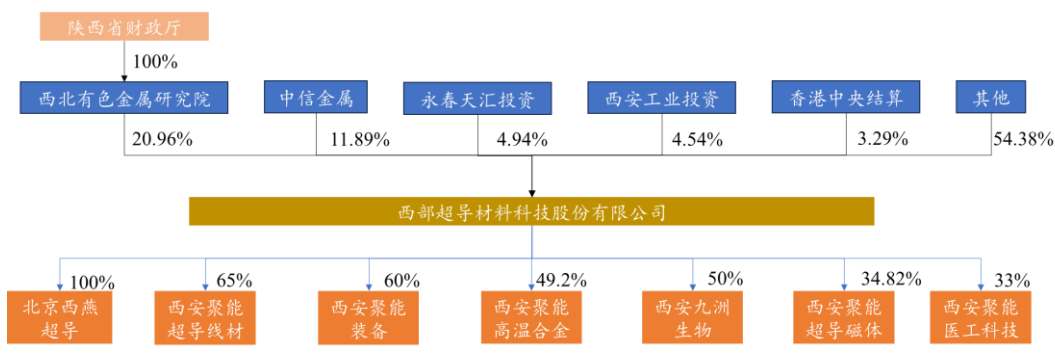 陕西省财政厅
100%
西北有色金属研究院
中信金属
永春天汇投资
西安工业投资
香港中央结算
其他
20.96%
11.89%
4.94%
4.54%
3.29%
54.38%
西部超导材料科技股份有限公司
100%
65%
60%
49.2%
50%
34.82%
33%
北京西燕
超导
西安聚能
超导线材
西安聚能
装备
西安聚能
高温合金
西安九洲
生物
西安聚能
超导磁体
西安聚能
医工科技